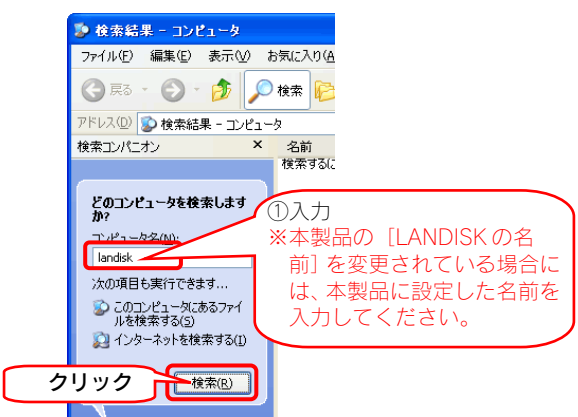 検索結果 - コンピュータ
ファイル(F) 編集(E) 表示(V) お気に入り(A
戻る 検索
アドレス(D) 検索結果 - コンピュータ
検索コンパニオン × 名前
検索するに
どのコンピュータを検索します
か?
コンピュータ名(N):
landisk
次の項目も実行できます...
このコンピュータにあるファイ
ルを検索する(S)
インターネットを検索する(I)
検索(R)
クリック
①入力
※本製品の［LANDISKの名
前］を変更されている場合に
は、本製品に設定した名前を
入力してください。